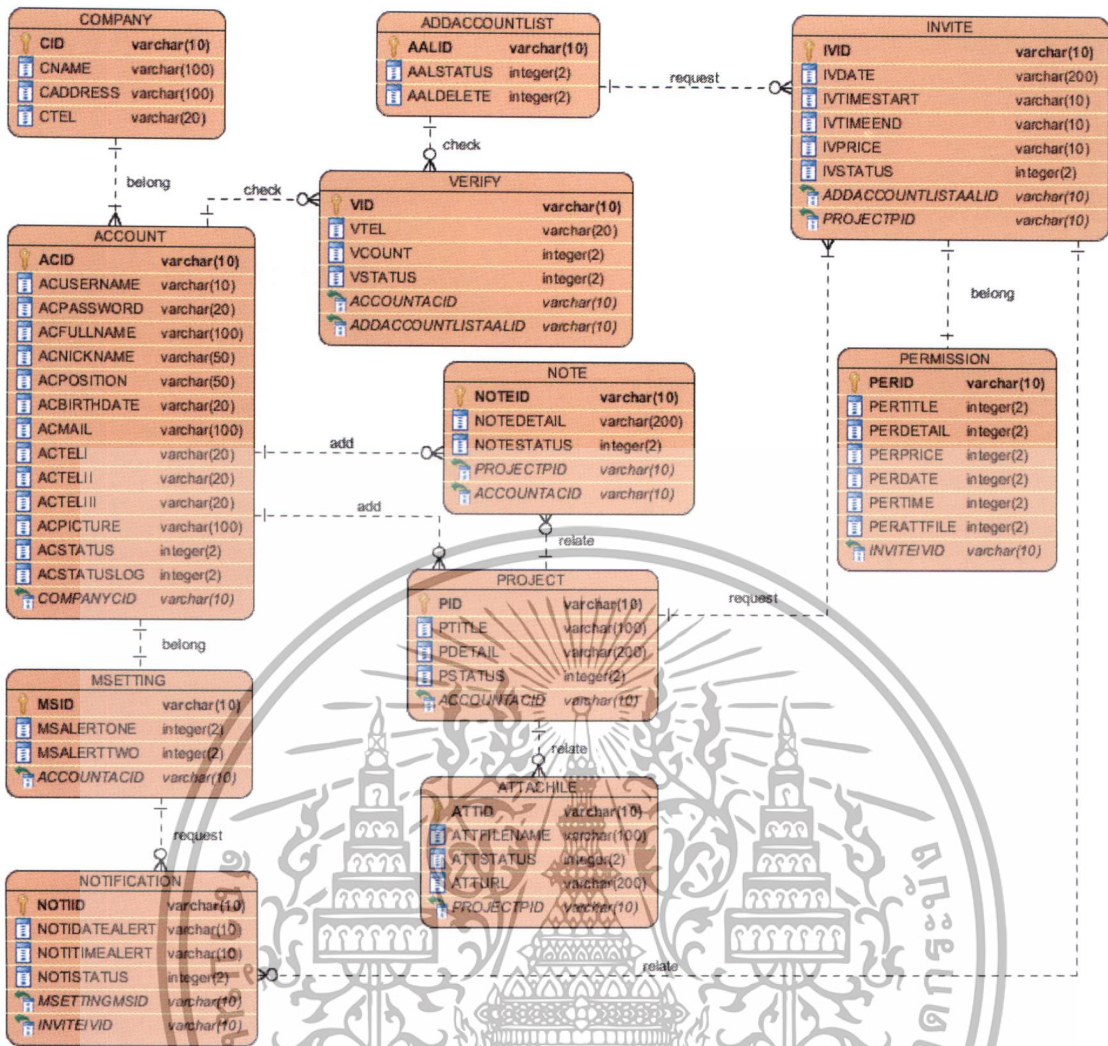 COMPANY
CID varchar(10)
CNAME varchar(100)
CADDRESS varchar(100)
CTEL varchar(20)
ADDACCOUNTLIST
AALID varchar(10)
AALSTATUS integer(2)
AALDELETE integer(2)
request
INVITE
IVID varchar(10)
IVDATE varchar(200)
IVTIMESTART varchar(10)
IVTIMEEND varchar(10)
IVPRICE varchar(10)
IVSTATUS integer(2)
ADDACCOUNTLISTAALID varchar(10)
PROJECTPID varchar(10)
belong
check
check
VERIFY
VID varchar(10)
VTEL varchar(20)
VCOUNT integer(2)
VSTATUS integer(2)
ACCOUNTACID varchar(10)
ADDACCOUNTLISTAALID varchar(10)
ACCOUNT
ACID varchar(10)
ACUSERNAME varchar(10)
ACPASSWORD varchar(20)
ACFULLNAME varchar(100)
ACNICKNAME varchar(50)
ACPOSITION varchar(50)
ACBIRTHDATE varchar(20)
ACMAIL varchar(100)
ACTELI varchar(20)
ACTELII varchar(20)
ACTELIII varchar(20)
ACPICTURE varchar(100)
ACSTATUS integer(2)
ACSTATUSLOG integer(2)
COMPANYCID varchar(10)
belong
PERMISSION
PERID varchar(10)
PERTITLE integer(2)
PERDETAIL integer(2)
PERPRICE integer(2)
PERDATE integer(2)
PERTIME integer(2)
PERATTFILE integer(2)
INVITEIVID varchar(10)
NOTE
NOTEID varchar(10)
NOTEDETAIL varchar(200)
NOTESTATUS integer(2)
PROJECTPID varchar(10)
ACCOUNTACID varchar(10)
add
add
relate
PROJECT
PID varchar(10)
PTITLE varchar(100)
PDETAIL varchar(200)
PSTATUS integer(2)
ACCOUNTACID varchar(10)
request
belong
MSETTING
MSID varchar(10)
MSALERTONE integer(2)
MSALERTTWO integer(2)
ACCOUNTACID varchar(10)
relate
ATTACHILE
ATTID varchar(10)
ATTFILENAME varchar(100)
ATTSTATUS integer(2)
ATTURL varchar(200)
PROJECTPID varchar(10)
request
NOTIFICATION
NOTIID varchar(10)
NOTIDATEALERT varchar(10)
NOTITIMEALERT varchar(10)
NOTISTATUS integer(2)
MSETTINGMSID varchar(10)
INVITEIVID varchar(10)
relate